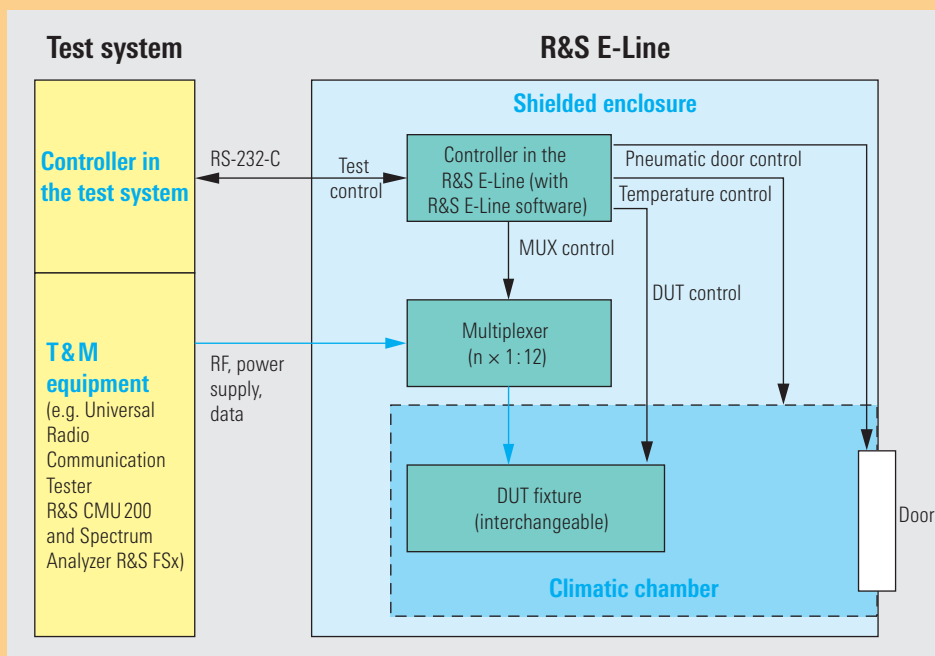 Test system
R&S E-Line
Shielded enclosure
Controller in
the test system
RS-232-C
Test
control
Controller in the
R&S E-Line (with
R&S E-Line software)
Pneumatic door control
Temperature control
MUX control
DUT control
T&M
equipment
(e.g. Universal
Radio
Communication
Tester
R&S CMU200
and Spectrum
Analyzer R&S FSx)
RF, power
supply,
data
Multiplexer
(n × 1:12)
DUT fixture
(interchangeable)
Door
Climatic chamber